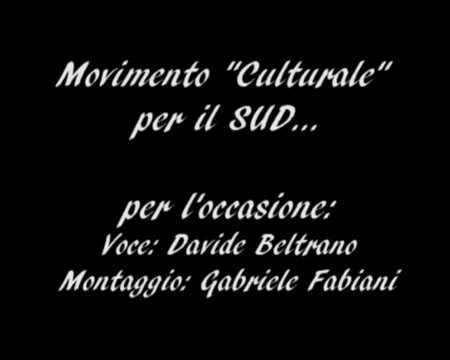 Movimento "Culturale"
per il SUD...
per l'occasione:
Voce: Davide Beltrano
Montaggio: Gabriele Fabiani